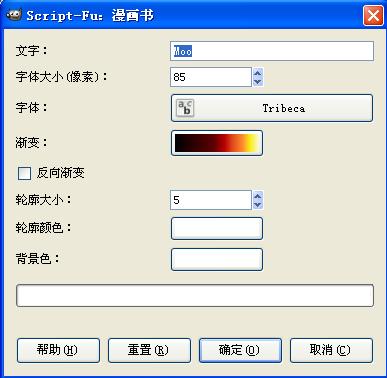 Script-Fu: 漫画书
文字：
Moo
字体大小(像素)：
85
字体：
Tribeca
渐变：
反向渐变
轮廓大小：
5
轮廓颜色：
背景色：
帮助(H) 重置(R) 确定(O) 取消(C)